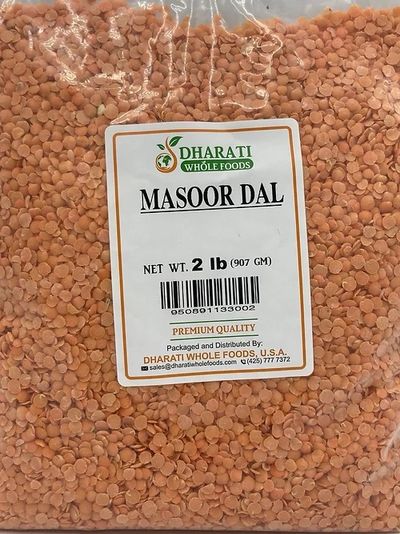 DHARATI
WHOLE FOODS
MASOOR DAL
NET WT. 2 lb (907 GM)
950891133002
PREMIUM QUALITY
Packaged and Distributed By:
DHARATI WHOLE FOODS, U.S.A.
sales@dharatiwholefoods.com (425) 777 7372